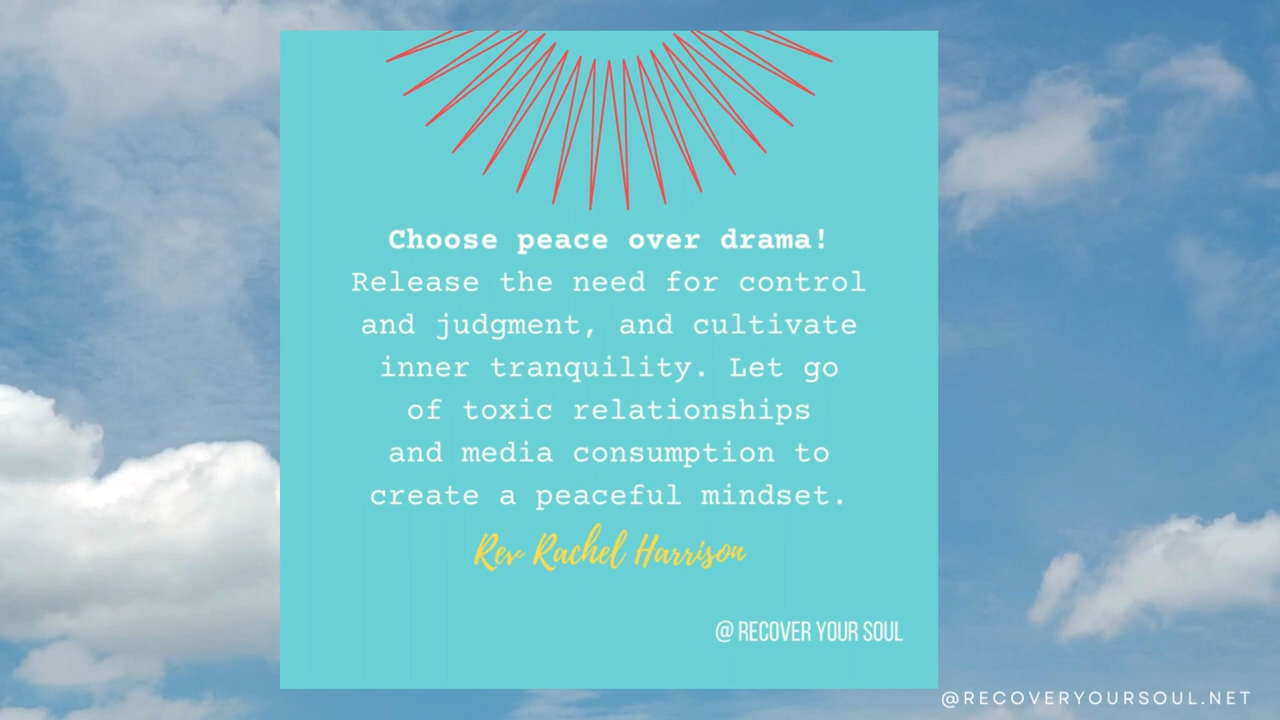 Choose peace over drama!
Release the need for control
and judgment, and cultivate
inner tranquility. Let go
of toxic relationships
and media consumption to
create a peaceful mindset.
Rev Rachel Harrison
@ RECOVER YOUR SOUL
@RECOVERYOURSOUL.NET